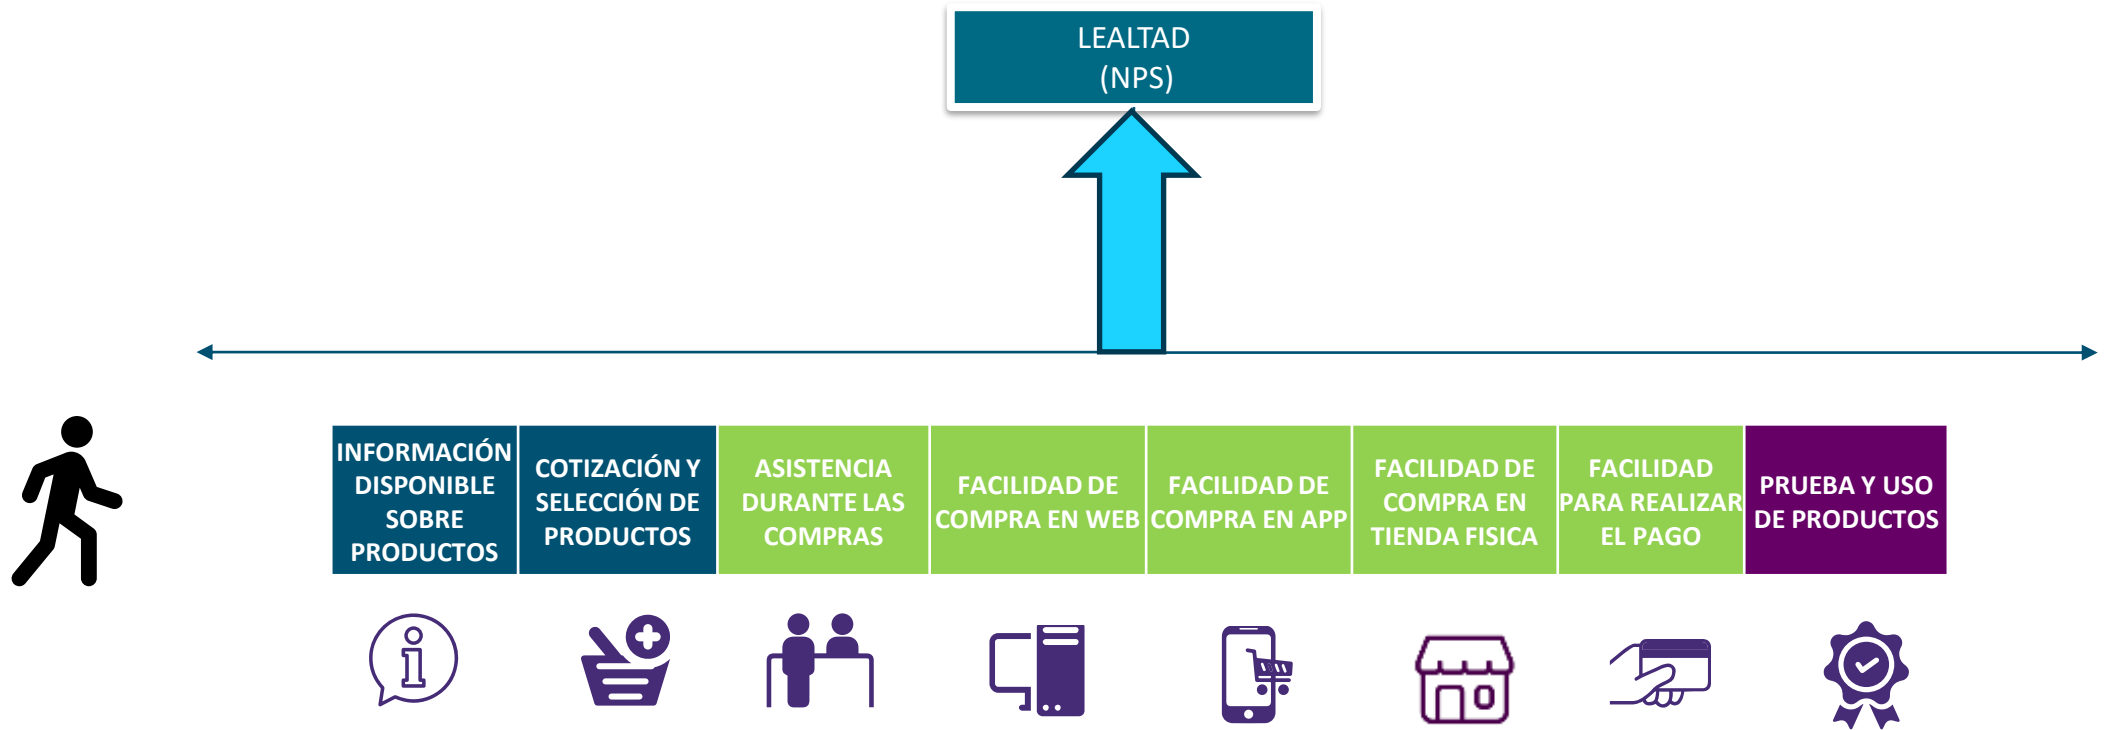 LEALTAD
(NPS)
INFORMACIÓN
DISPONIBLE
SOBRE
PRODUCTOS
COTIZACIÓN Y
SELECCIÓN DE
PRODUCTOS
ASISTENCIA
DURANTE LAS
COMPRAS
FACILIDAD DE
COMPRA EN WEB
FACILIDAD DE
COMPRA EN APP
FACILIDAD DE
COMPRA EN
TIENDA FISICA
FACILIDAD
PARA REALIZAR
EL PAGO
PRUEBA Y USO
DE PRODUCTOS